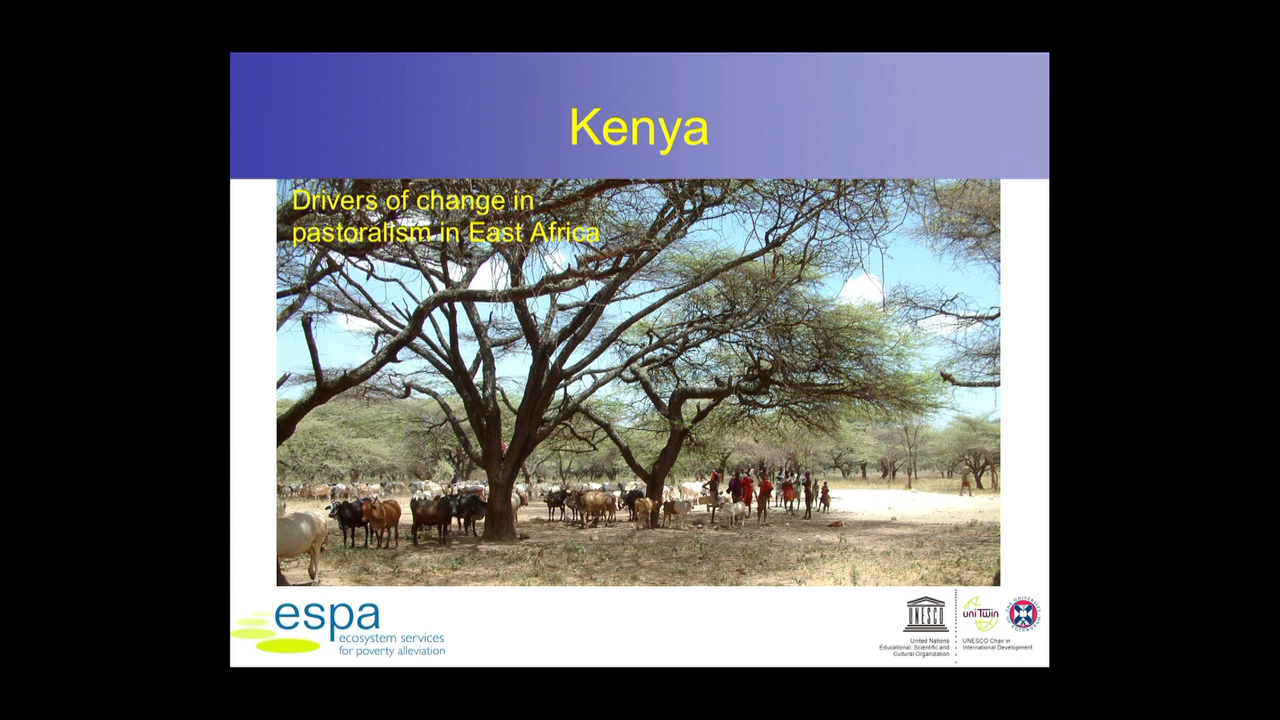 Kenya
Drivers of change in
pastoralism in East Africa
espa
ecosystem services
for poverty alleviation
UNESCO
United Nations
Educational, Scientific and
Cultural Organization
uniTwin
UNESCO Chair in
International Development